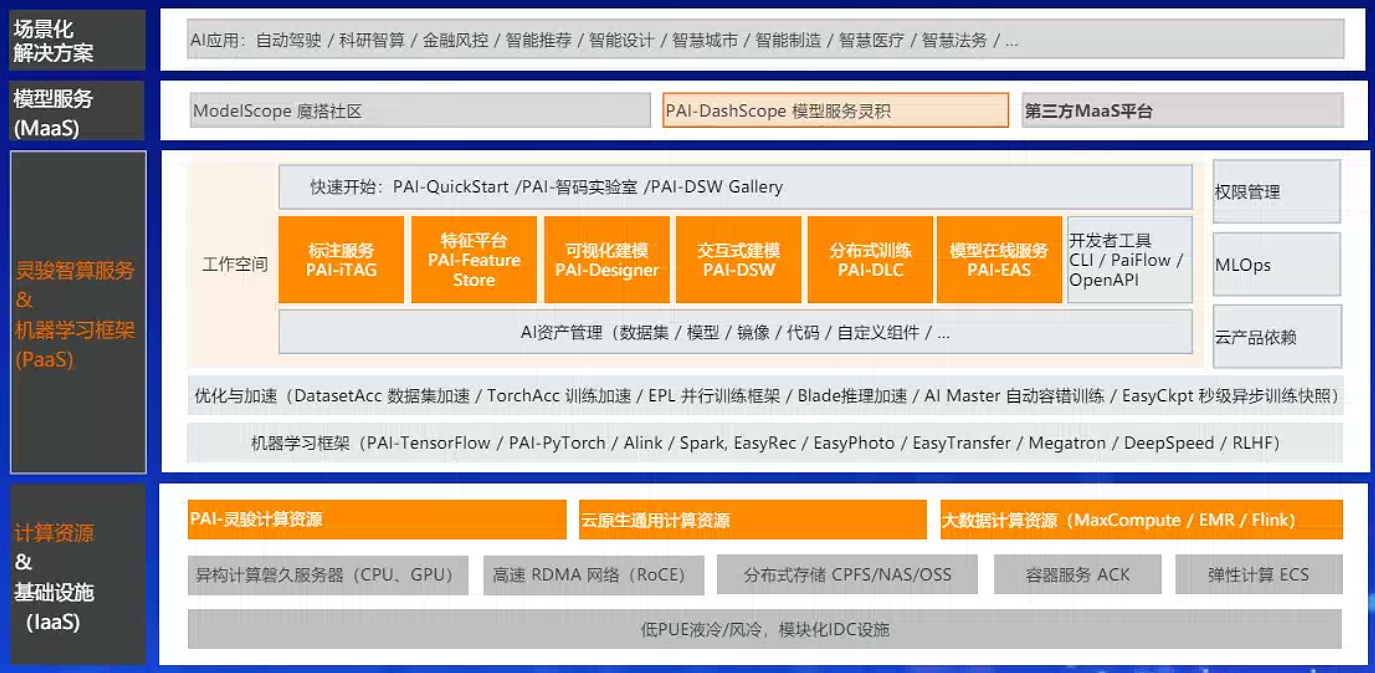 场景化
解决方案
AI应用：自动驾驶 / 科研智算 / 金融风控 / 智能推荐 / 智能设计 / 智慧城市 / 智能制造 / 智慧医疗 / 智慧法务 / ...
模型服务
(MaaS)
ModelScope 魔搭社区
PAI-DashScope 模型服务灵积
第三方MaaS平台
灵骏智算服务
&
机器学习框架
(PaaS)
工作空间
快速开始：PAI-QuickStart /PAI-智码实验室 /PAI-DSW Gallery
标注服务
PAI-iTAG
特征平台
PAI-Feature
Store
可视化建模
PAI-Designer
交互式建模
PAI-DSW
分布式训练
PAI-DLC
模型在线服务
PAI-EAS
开发者工具
CLI / PaiFlow /
OpenAPI
AI资产管理（数据集 / 模型 / 镜像 / 代码 / 自定义组件 / ...
权限管理
MLOps
云产品依赖
优化与加速（DatasetAcc 数据集加速 / TorchAcc 训练加速 / EPL 并行训练框架 / Blade推理加速 / AI Master 自动容错训练 / EasyCkpt 秒级异步训练快照）
机器学习框架（PAI-TensorFlow / PAI-PyTorch / Alink / Spark, EasyRec / EasyPhoto / EasyTransfer / Megatron / DeepSpeed / RLHF）
计算资源
&
基础设施
(IaaS)
PAI-灵骏计算资源
云原生通用计算资源
大数据计算资源（MaxCompute / EMR / Flink）
异构计算磐久服务器（CPU、GPU）
高速 RDMA 网络（RoCE）
分布式存储 CPFS/NAS/OSS
容器服务 ACK
弹性计算 ECS
低PUE液冷/风冷，模块化IDC设施